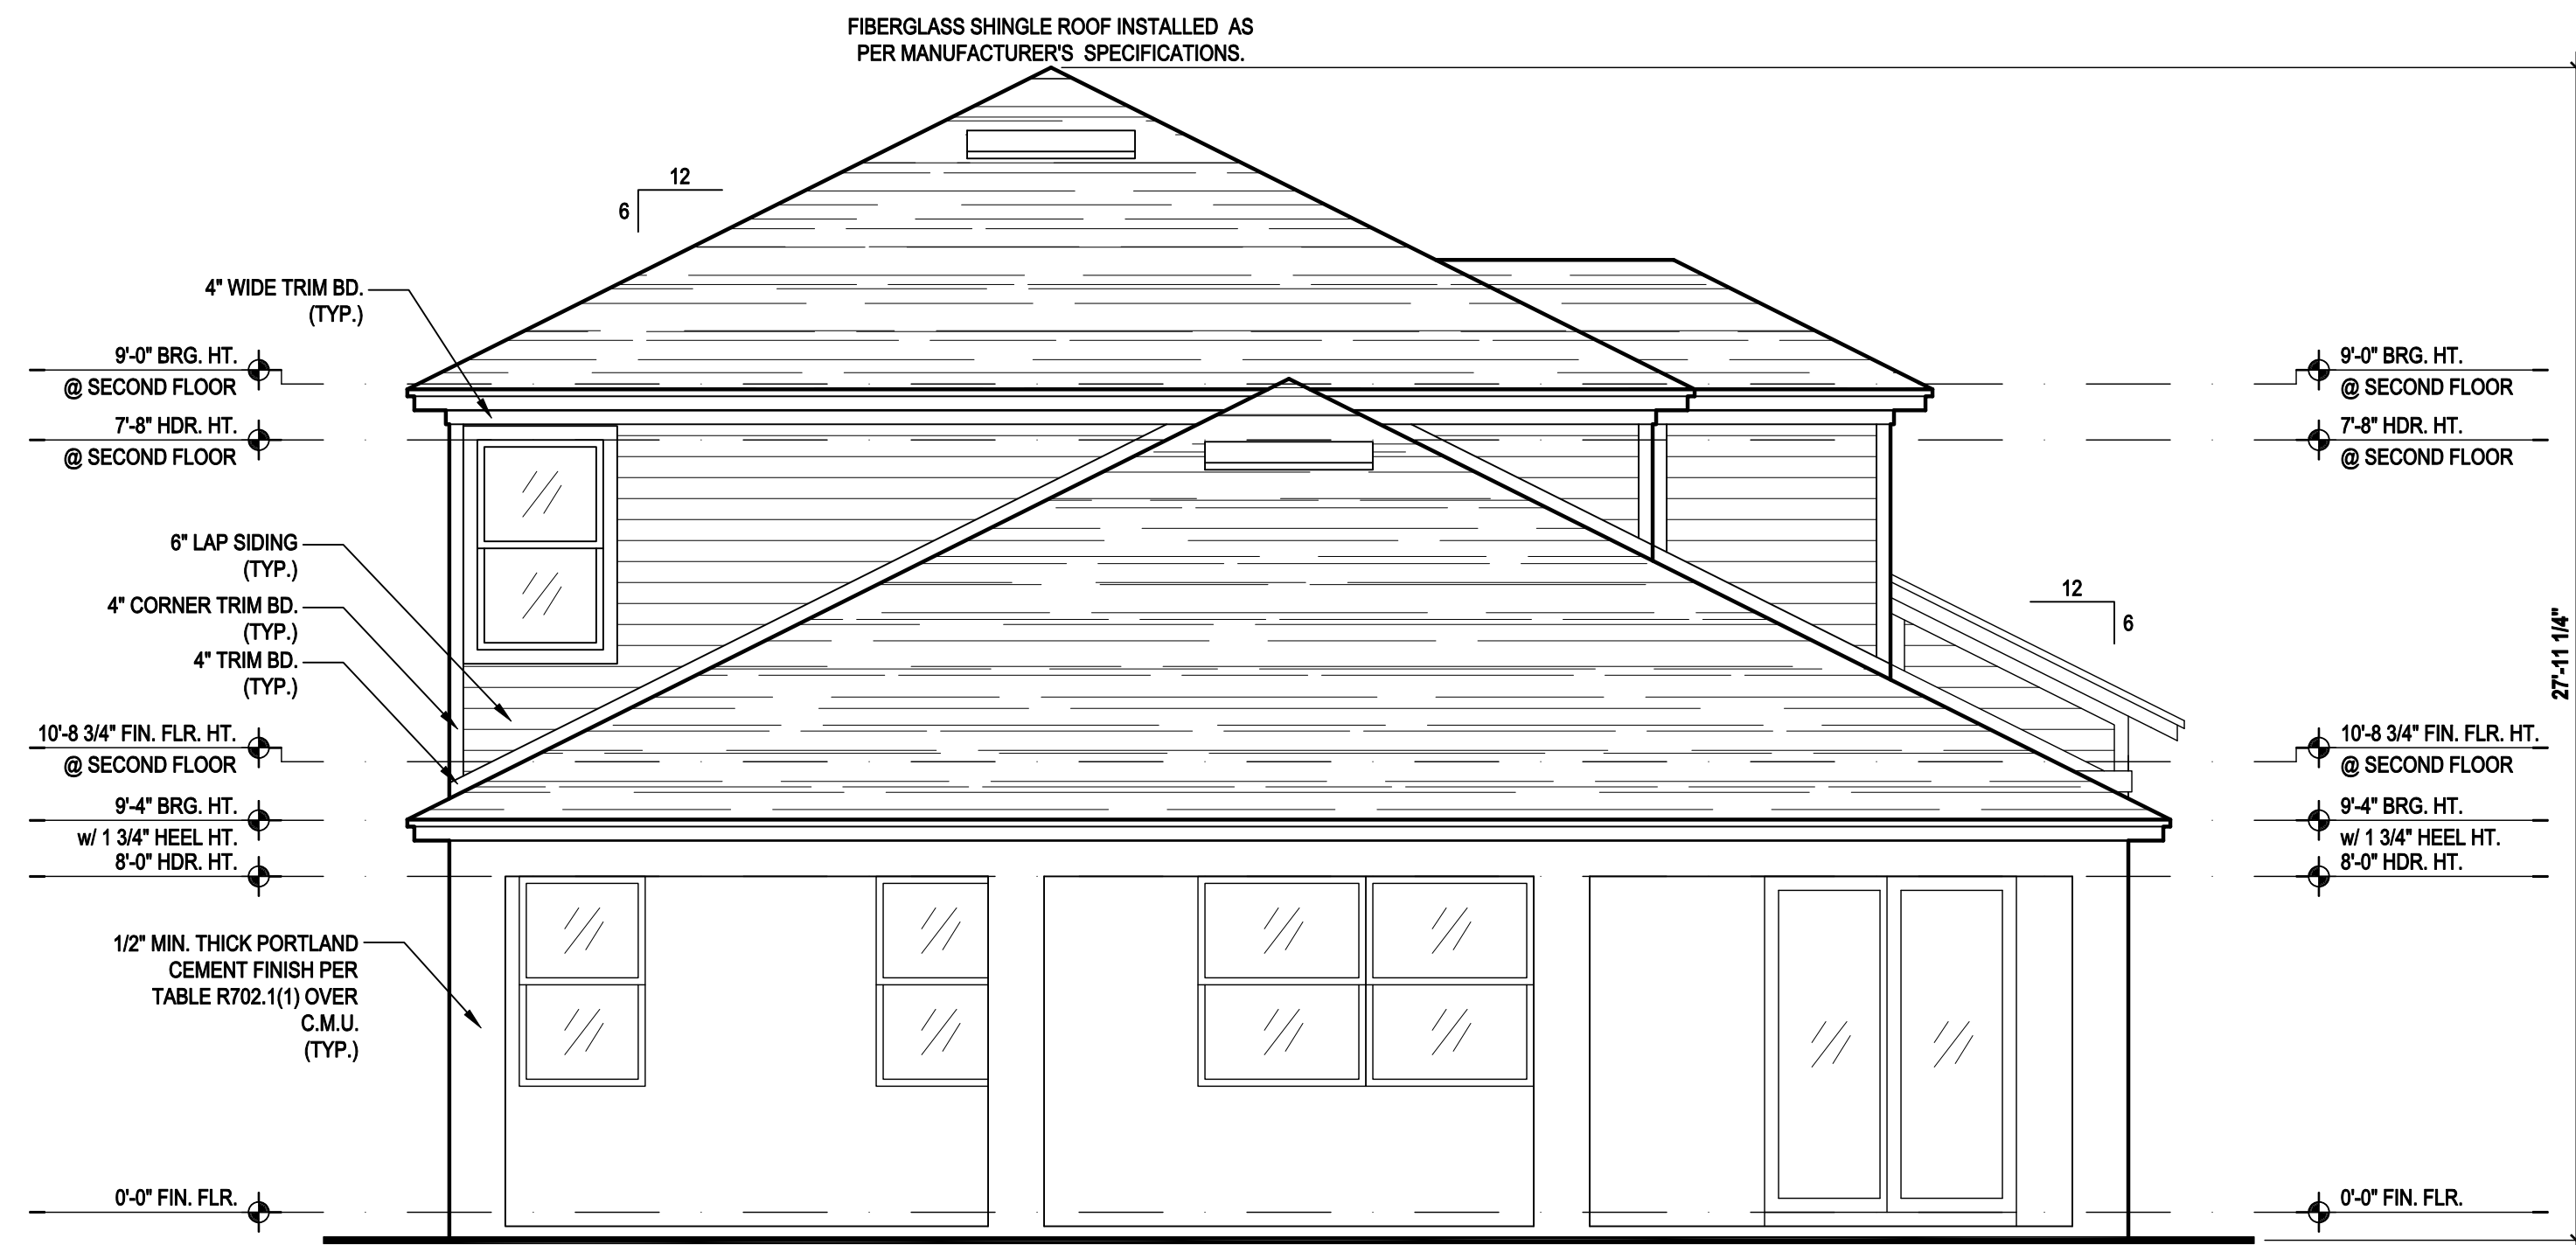 FIBERGLASS SHINGLE ROOF INSTALLED AS
PER MANUFACTURER'S SPECIFICATIONS.
12
6
4" WIDE TRIM BD.
(TYP.)
9'-0" BRG. HT.
@ SECOND FLOOR
7'-8" HDR. HT.
@ SECOND FLOOR
6" LAP SIDING
(TYP.)
4" CORNER TRIM BD.
(TYP.)
4" TRIM BD.
(TYP.)
10'-8 3/4" FIN. FLR. HT.
@ SECOND FLOOR
9'-4" BRG. HT.
w/ 1 3/4" HEEL HT.
8'-0" HDR. HT.
1/2" MIN. THICK PORTLAND
CEMENT FINISH PER
TABLE R702.1(1) OVER
C.M.U.
(TYP.)
0'-0" FIN. FLR.
9'-0" BRG. HT.
@ SECOND FLOOR
7'-8" HDR. HT.
@ SECOND FLOOR
12
6
27'-11 1/4"
10'-8 3/4" FIN. FLR. HT.
@ SECOND FLOOR
9'-4" BRG. HT.
w/ 1 3/4" HEEL HT.
8'-0" HDR. HT.
0'-0" FIN. FLR.